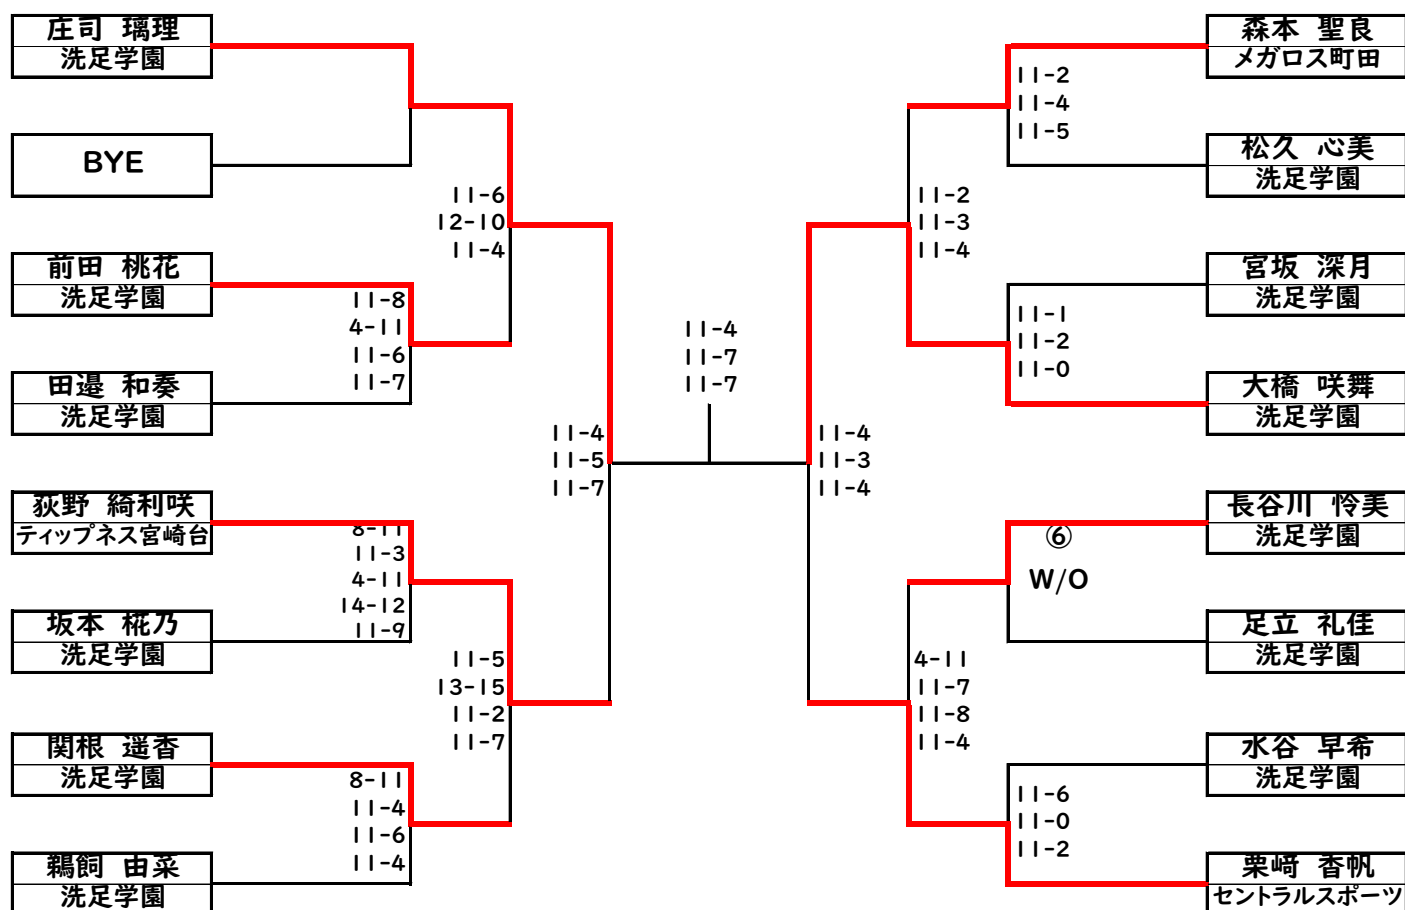 庄司 璃理
洗足学園
BYE
11-6
12-10
11-4
前田 桃花
洗足学園
11-8
4-11
11-6
11-7
田邉 和奏
洗足学園
11-4
11-5
11-7
荻野 綺利咲
ティップネス宮崎台
8-11
11-3
4-11
14-12
11-9
坂本 椛乃
洗足学園
11-5
13-15
11-2
11-7
関根 遥香
洗足学園
8-11
11-4
11-6
11-4
鵜飼 由菜
洗足学園
11-4
11-7
11-7
森本 聖良
メガロス町田
11-2
11-4
11-5
松久 心美
洗足学園
11-2
11-3
11-4
宮坂 深月
洗足学園
11-1
11-2
11-0
大橋 咲舞
洗足学園
11-4
11-3
11-4
長谷川 怜美
洗足学園
⑥
W/O
足立 礼佳
洗足学園
4-11
11-7
11-8
11-4
水谷 早希
洗足学園
11-6
11-0
11-2
栗﨑 香帆
セントラルスポーツ